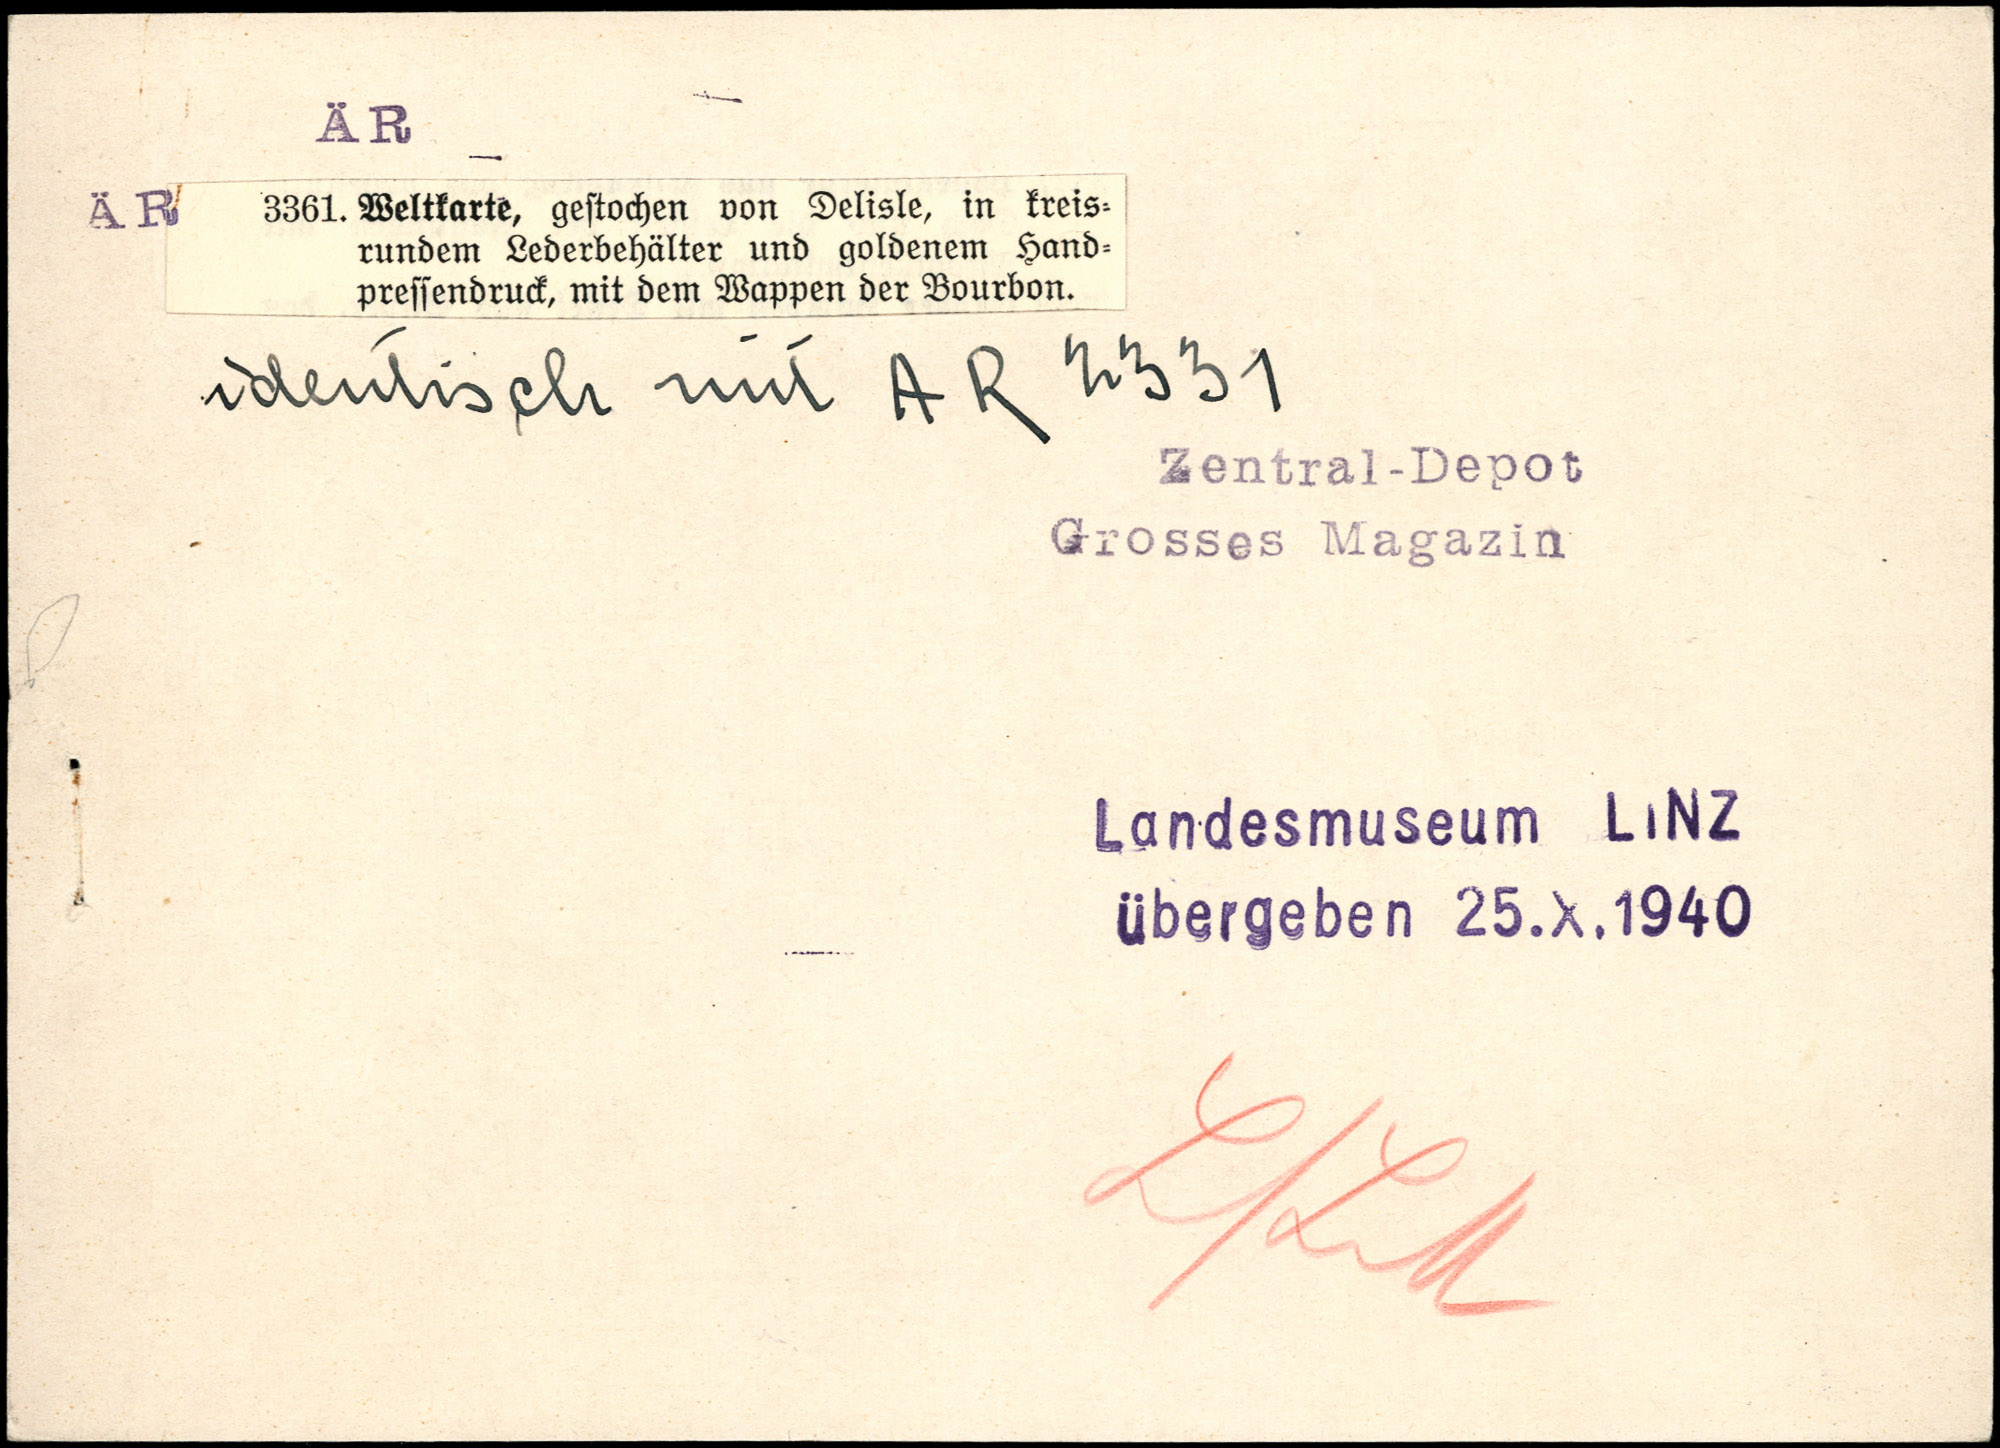 ÄR
ÄR 3361. Weltkarte, gestochen von Delisle, in kreis=
rundem Lederbehälter und goldenem Hand=
pressendruck, mit dem Wappen der Bourbon.
identisch mit AR 2331
Zentral-Depot
Grosses Magazin
Landesmuseum LiNZ
übergeben 25.X.1940